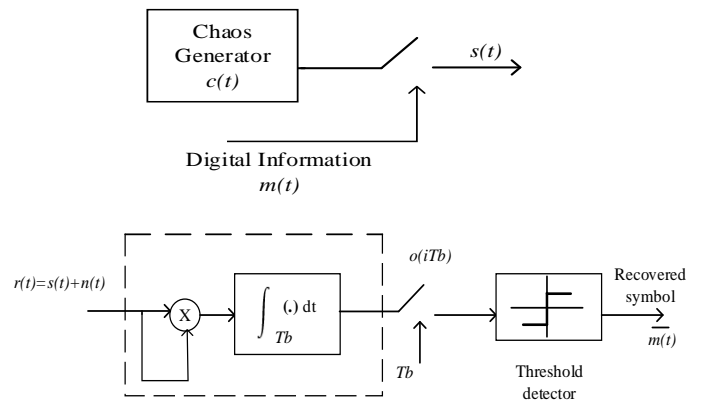 Chaos
Generator
c(t)
s(t)
Digital Information
m(t)
r(t)=s(t)+n(t)
X
∫ (.) dt
Tb
o(iTb)
Tb
Threshold
detector
Recovered
symbol
m̅(t)